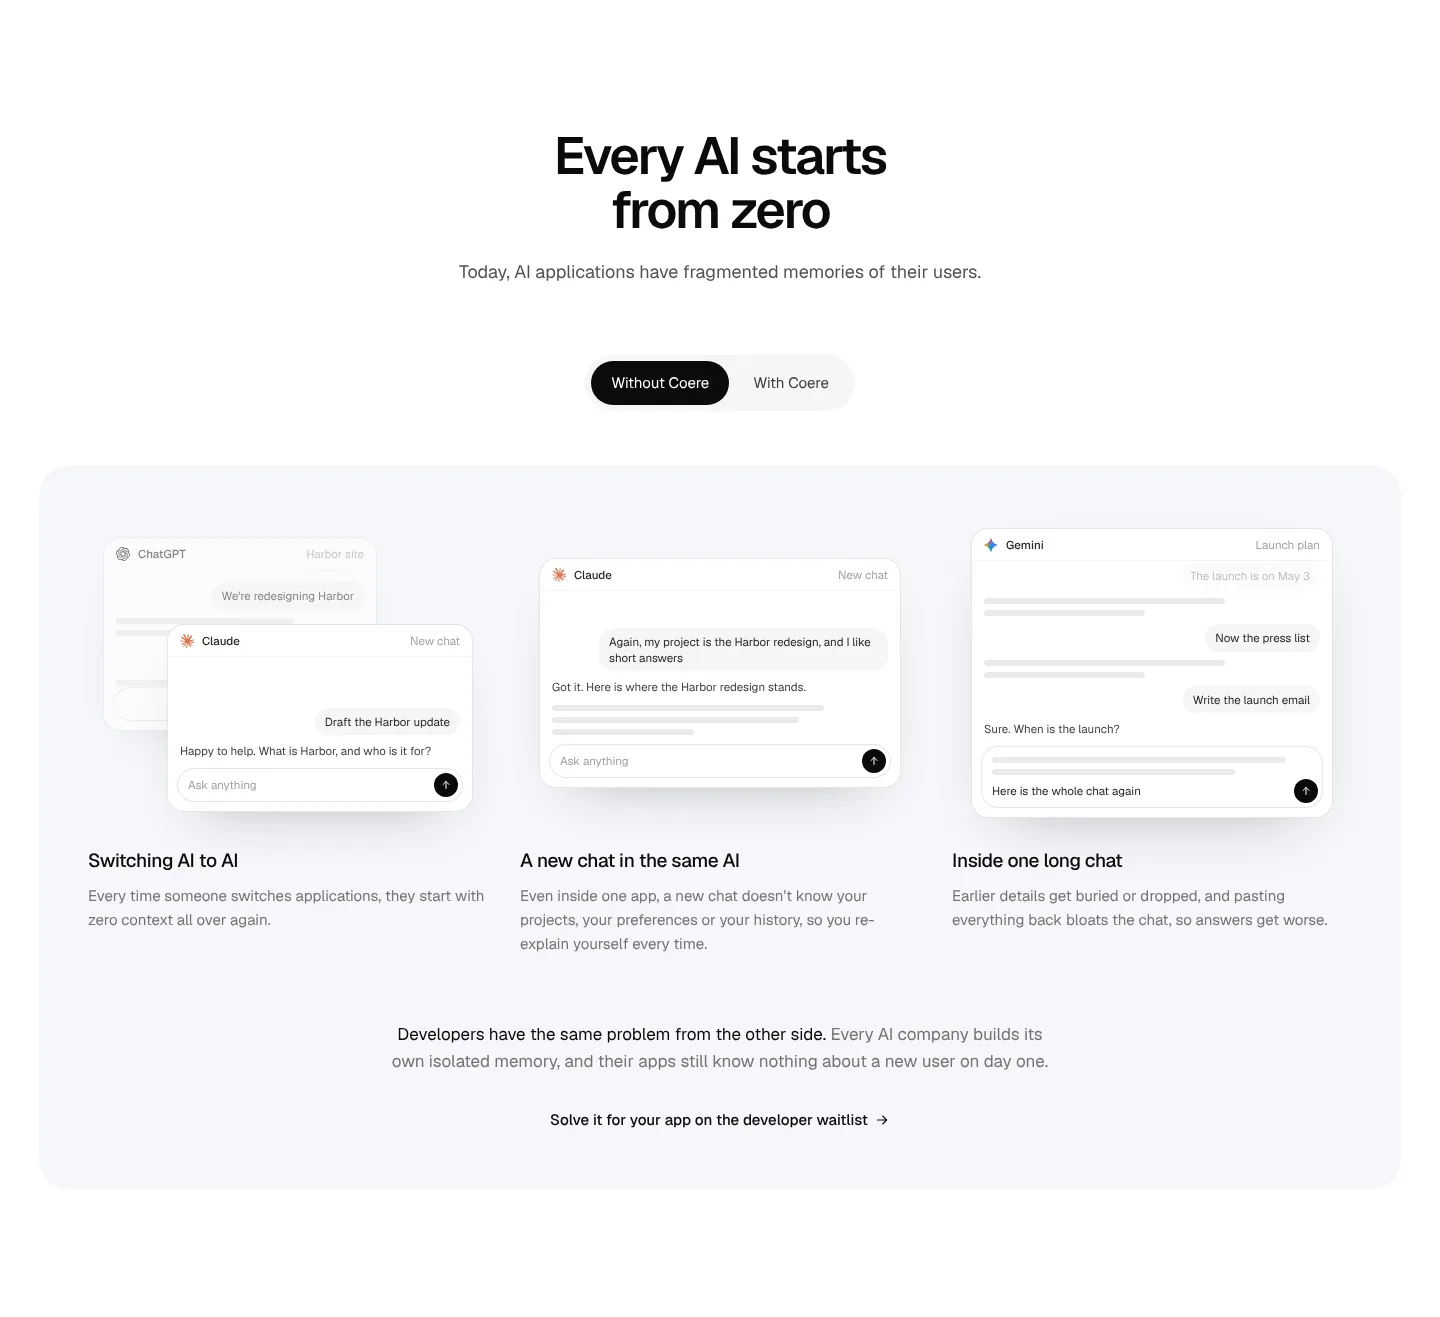 Every AI starts
from zero
Today, AI applications have fragmented memories of their users.
Without Coere
With Coere
ChatGPT
Harbor site
We're redesigning Harbor
Claude
New chat
Draft the Harbor update
Happy to help. What is Harbor, and who is it for?
Ask anything
Switching AI to AI
Every time someone switches applications, they start with
zero context all over again.
Claude
New chat
Again, my project is the Harbor redesign, and I like
short answers
Got it. Here is where the Harbor redesign stands.
Ask anything
A new chat in the same AI
Even inside one app, a new chat doesn't know your
projects, your preferences or your history, so you re-
explain yourself every time.
Gemini
Launch plan
The launch is on May 3
Now the press list
Write the launch email
Sure. When is the launch?
Here is the whole chat again
Inside one long chat
Earlier details get buried or dropped, and pasting
everything back bloats the chat, so answers get worse.
Developers have the same problem from the other side. Every AI company builds its
own isolated memory, and their apps still know nothing about a new user on day one.
Solve it for your app on the developer waitlist →